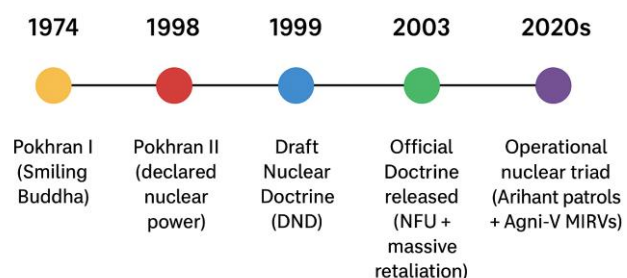 1974
Pokhran I
(Smiling
Buddha)
1998
Pokhran II
(declared
nuclear
power)
1999
Draft
Nuclear
Doctrine
(DND)
2003
Official
Doctrine
released
(NFU +
massive
retaliation)
2020s
Operational
nuclear triad
(Arihant patrols
+ Agni-V MIRVs)